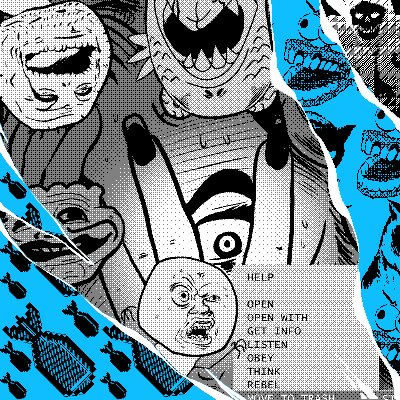 HELP
OPEN
OPEN WITH
GET INFO
LISTEN
OBEY
THINK
REBEL
MOVE TO TRASH